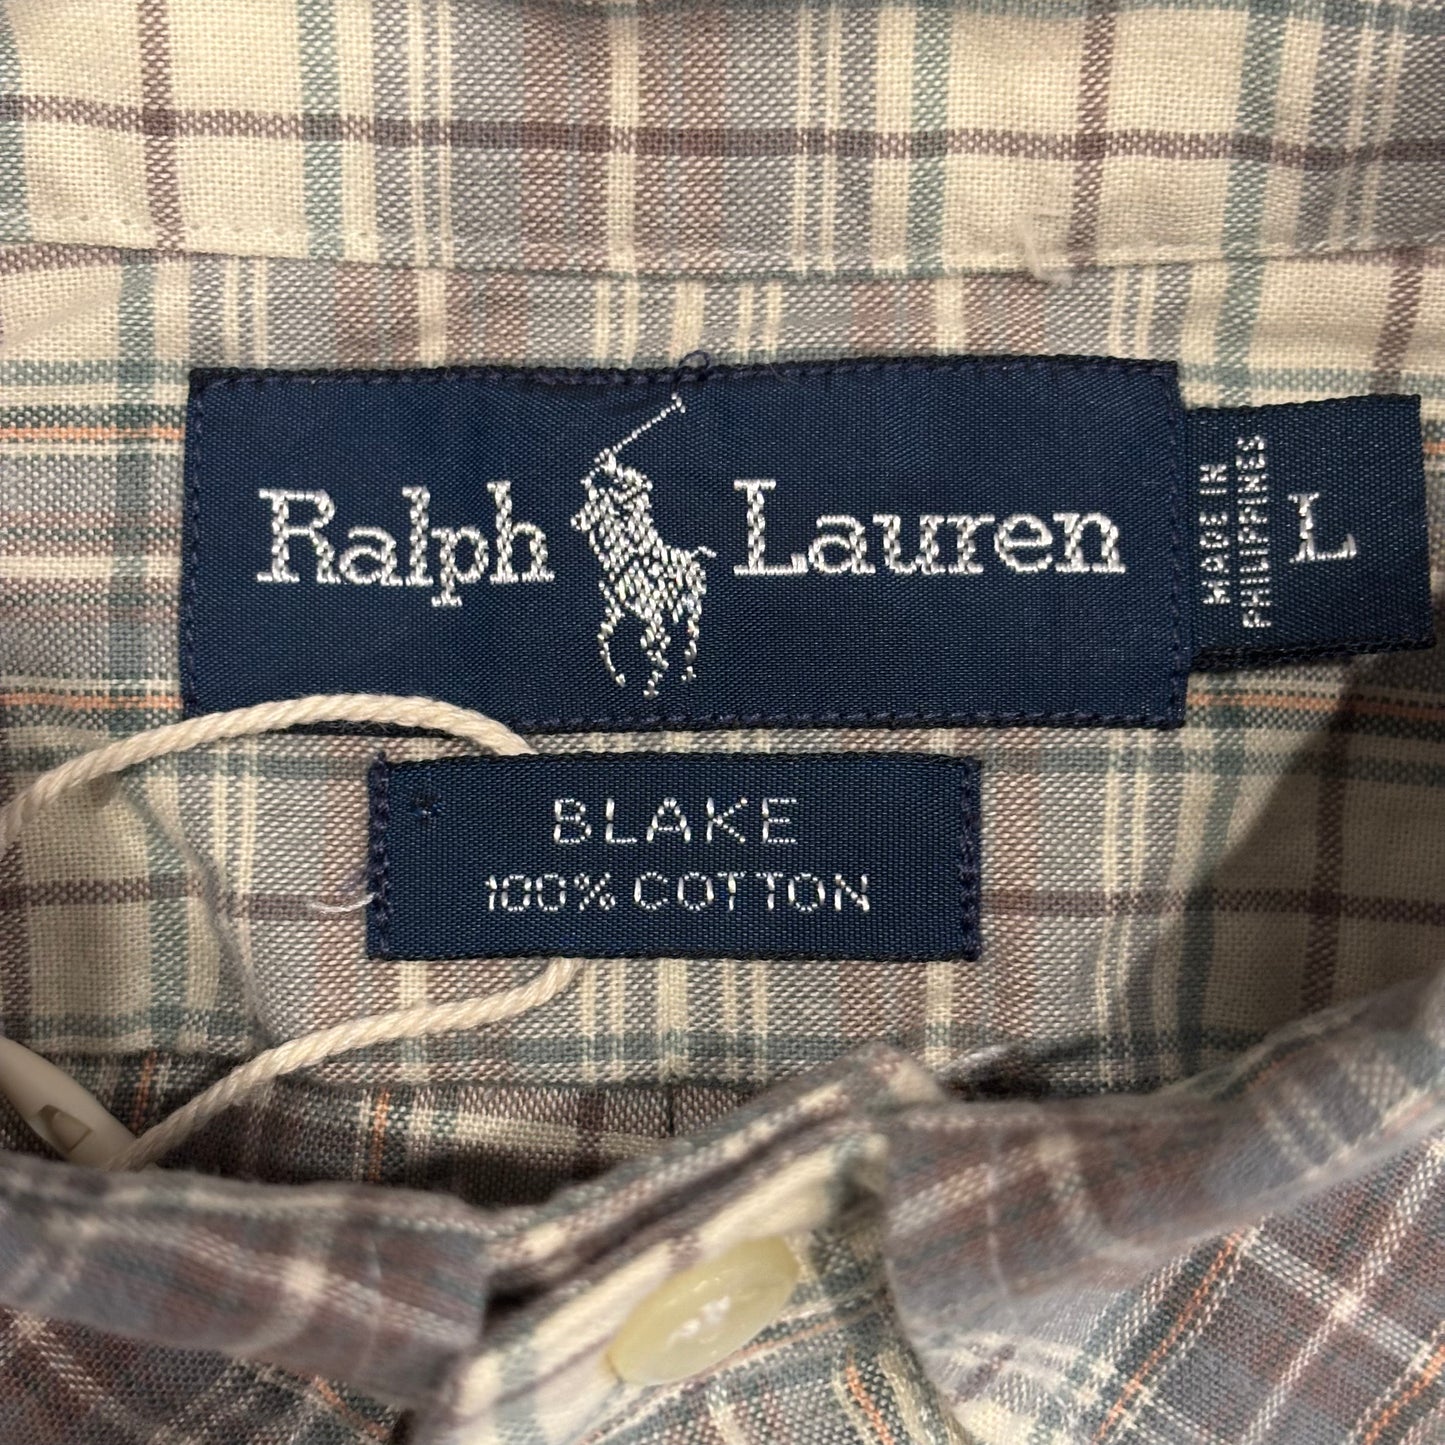 Ralph Lauren
MADE IN
PHILIPPINES
L
BLAKE
100% COTTON